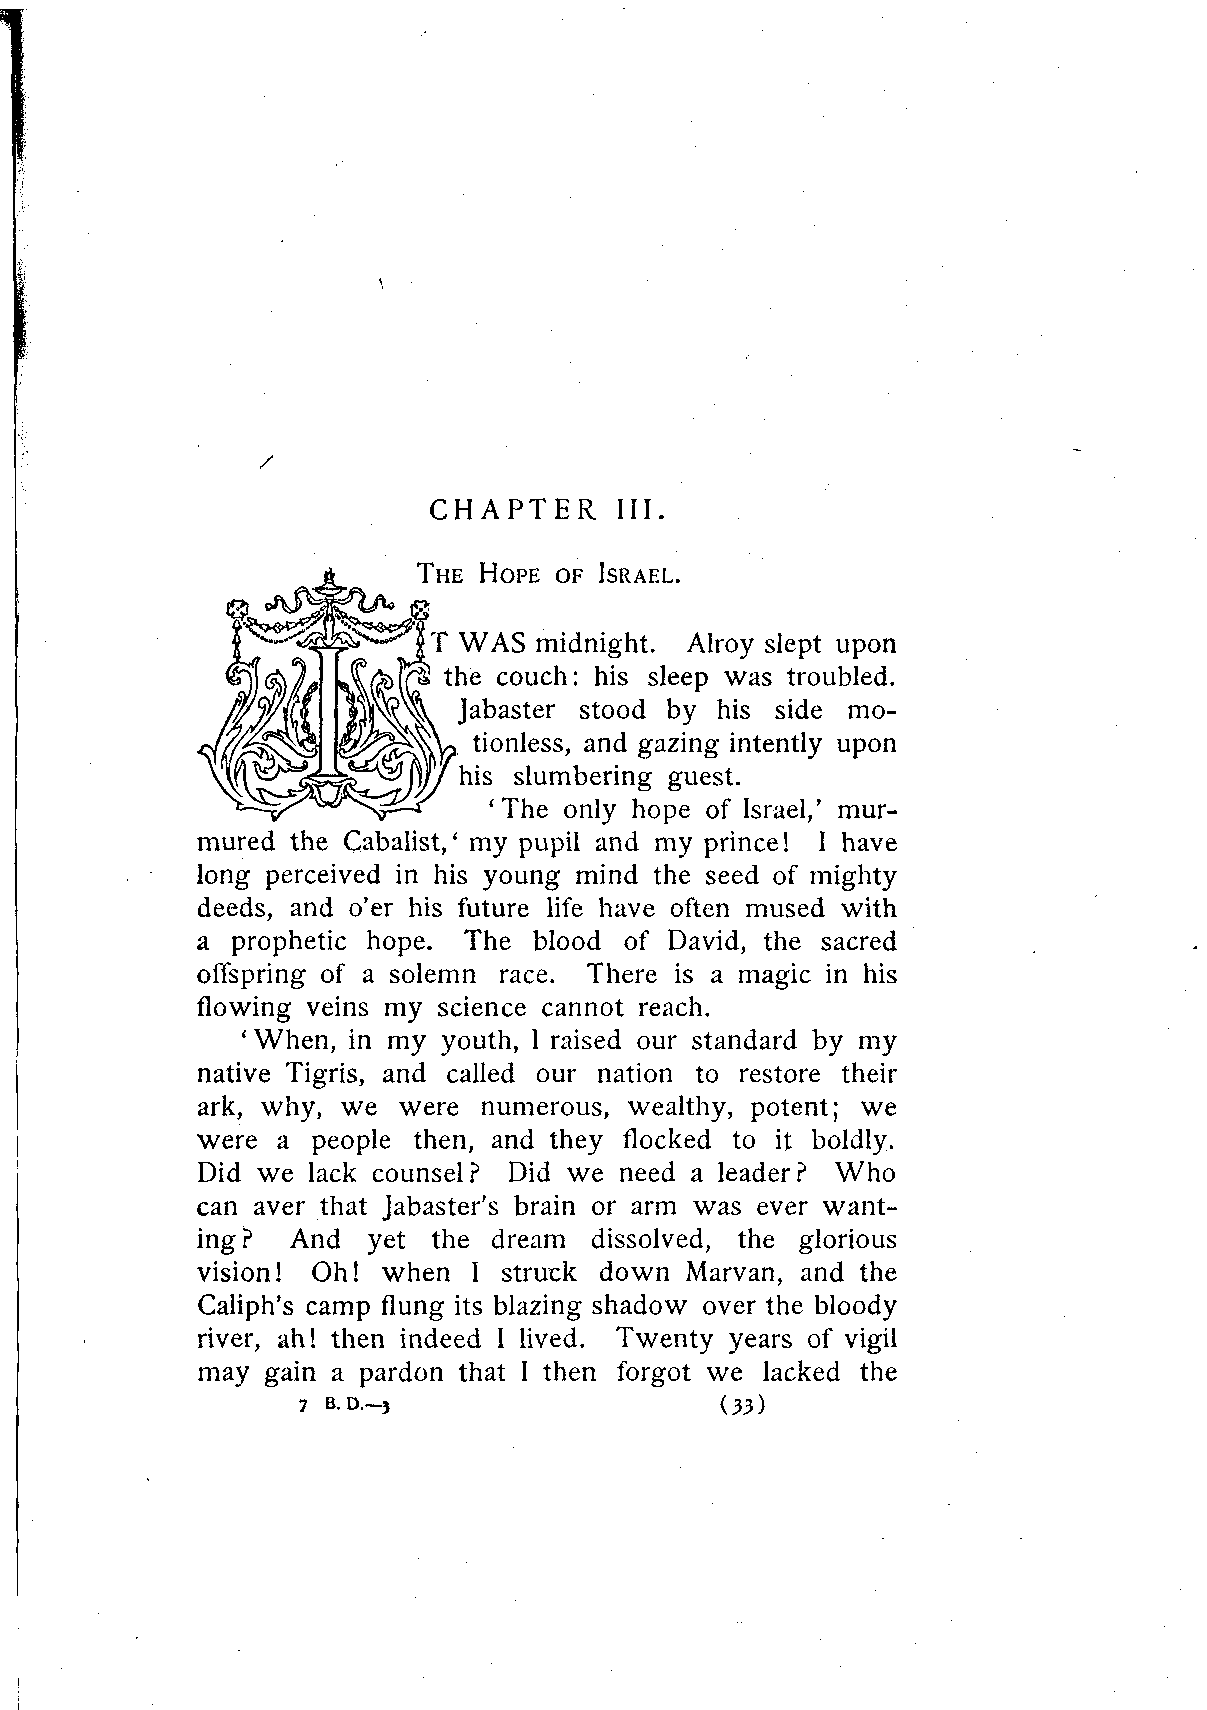 CHAPTER III.
THE HOPE OF ISRAEL.
IT WAS midnight. Alroy slept upon
the couch: his sleep was troubled.
Jabaster stood by his side mo-
tionless, and gazing intently upon
his slumbering guest.
‘The only hope of Israel,’ mur-
mured the Cabalist,‘ my pupil and my prince! I have
long perceived in his young mind the seed of mighty
deeds, and o’er his future life have often mused with
a prophetic hope. The blood of David, the sacred
offspring of a solemn race. There is a magic in his
flowing veins my science cannot reach.
‘When, in my youth, I raised our standard by my
native Tigris, and called our nation to restore their
ark, why, we were numerous, wealthy, potent; we
were a people then, and they flocked to it boldly.
Did we lack counsel? Did we need a leader? Who
can aver that Jabaster’s brain or arm was ever want-
ing? And yet the dream dissolved, the glorious
vision! Oh! when I struck down Marvan, and the
Caliph’s camp flung its blazing shadow over the bloody
river, ah! then indeed I lived. Twenty years of vigil
may gain a pardon that I then forgot we lacked the
7 B. D.—3 (33)